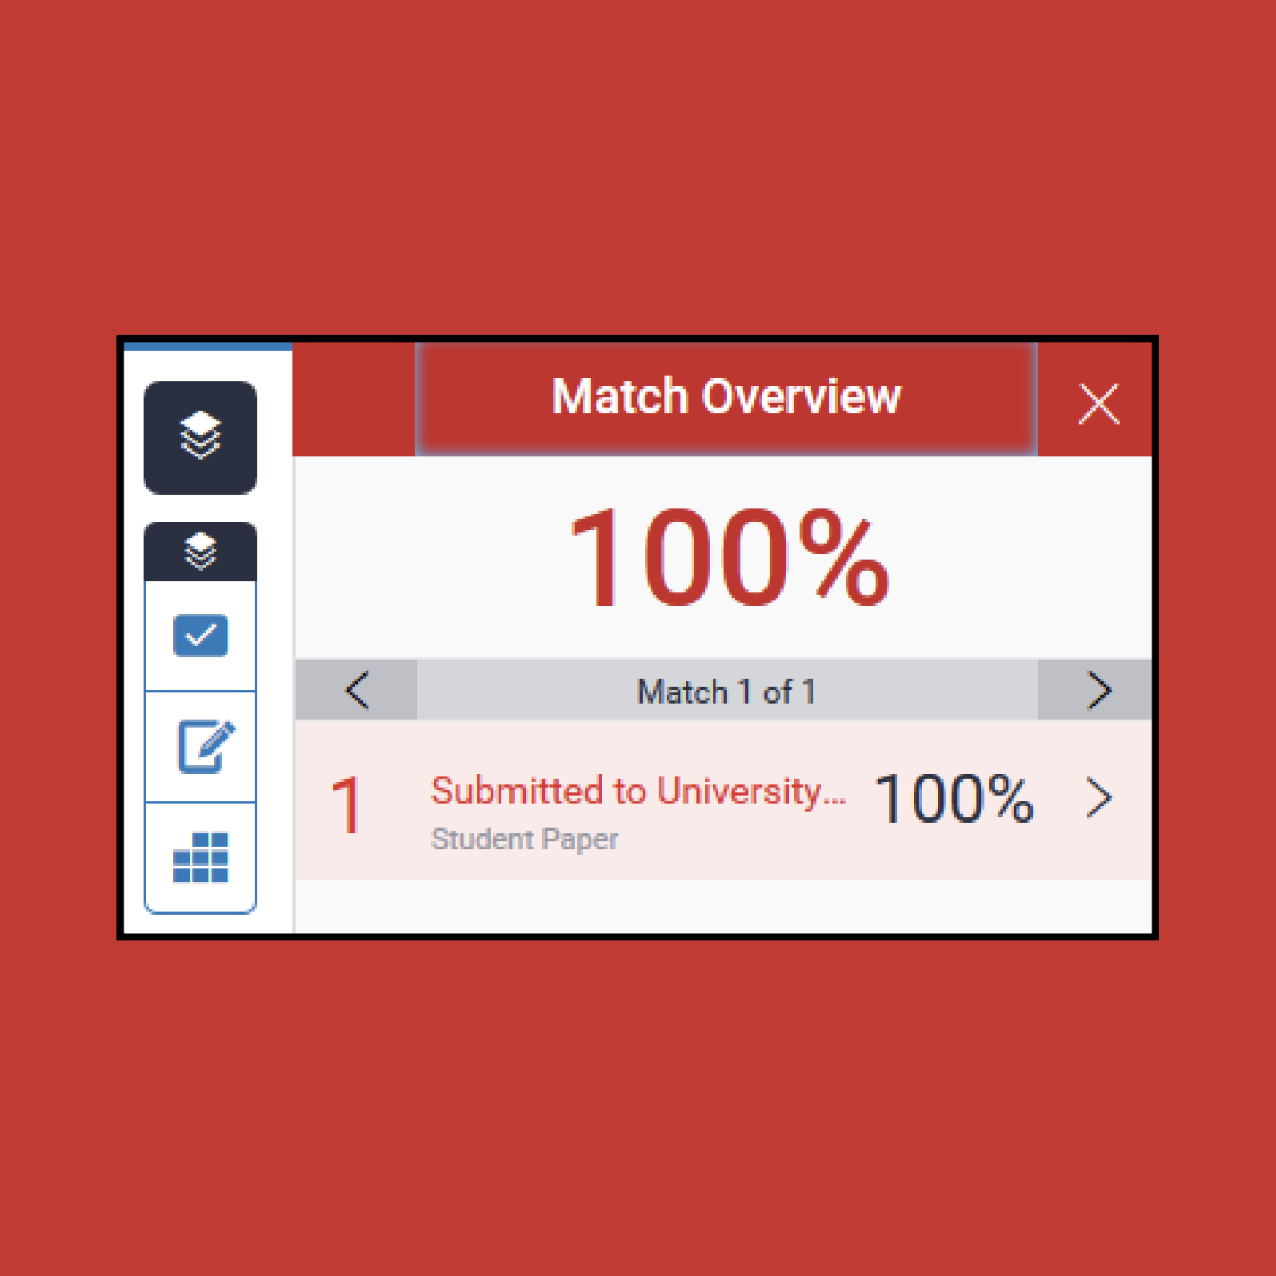 Match Overview
100%
Match 1 of 1
1 Submitted to University... 100%
Student Paper